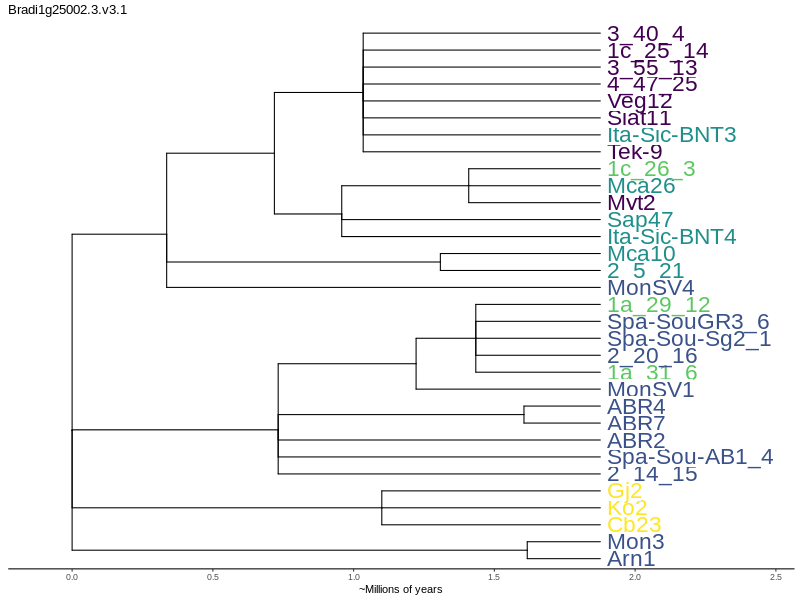 Bradi1g25002.3.v3.1
3_40_4
1c_25_14
3_55_13
4_47_25
Veg12
Siat11
Ita-Sic-BNT3
Tek-9
1c_26_3
Mca26
Mvt2
Sap47
Ita-Sic-BNT4
Mca10
2_5_21
MonSV4
1a_29_12
Spa-SouGR3_6
Spa-Sou-Sg2_1
2_20_16
1a_31_6
MonSV1
ABR4
ABR7
ABR2
Spa-Sou-AB1_4
2_14_15
Gj2
Ko2
Cb23
Mon3
Arn1
0.0 0.5 1.0 1.5 2.0 2.5
~Millions of years